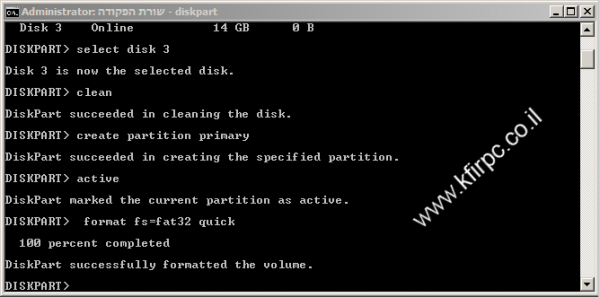 Administrator: שורת הפקודה - diskpart
Disk 3 Online 14 GB 0 B
DISKPART> select disk 3
Disk 3 is now the selected disk.
DISKPART> clean
DiskPart succeeded in cleaning the disk.
DISKPART> create partition primary
DiskPart succeeded in creating the specified partition.
DISKPART> active
DiskPart marked the current partition as active.
DISKPART>  format fs=fat32 quick
100 percent completed
DiskPart successfully formatted the volume.
DISKPART>
www.kfirpc.co.il